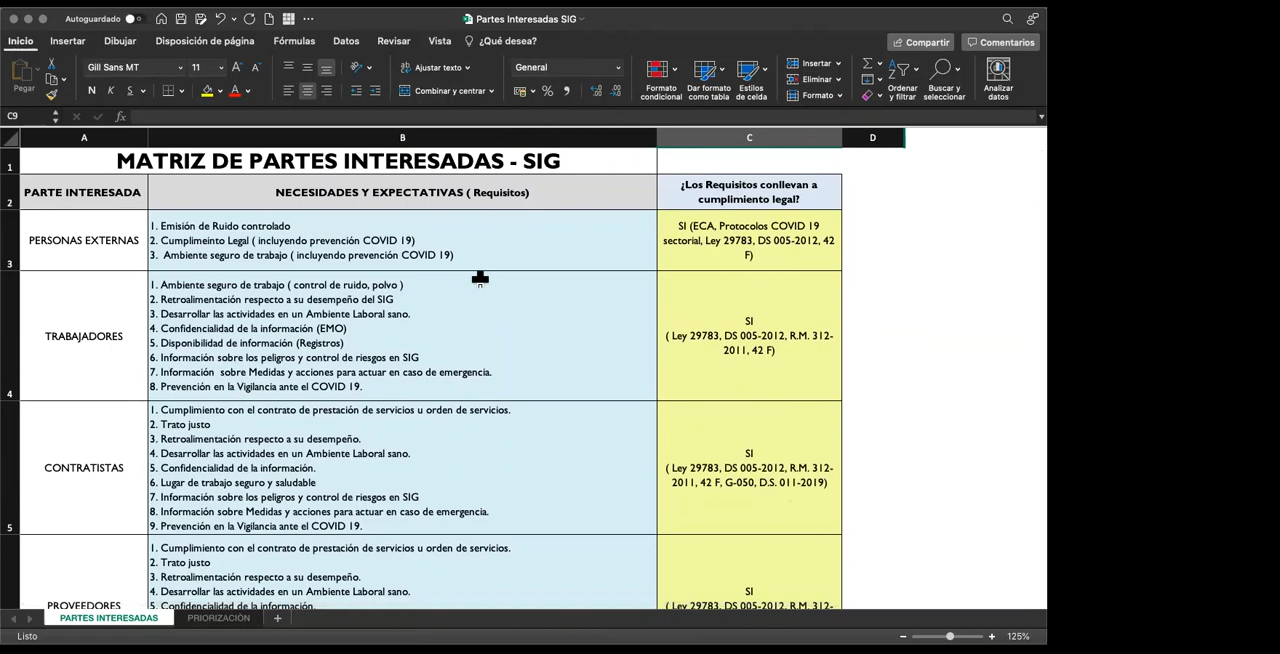 Autoguardado
Partes Interesadas SIG
Inicio Insertar Dibujar Disposición de página Fórmulas Datos Revisar Vista ¿Qué desea? Compartir Comentarios
Pegar Gill Sans MT 11 A A Ajustar texto General Formato condicional Dar formato como tabla Estilos de celda Insertar Ordenar y filtrar Buscar y seleccionar Analizar datos
N K S A Combinar y centrar % Eliminar
Formato
C9 fx
A B C D
1 MATRIZ DE PARTES INTERESADAS - SIG
2 PARTE INTERESADA NECESIDADES Y EXPECTATIVAS ( Requisitos) ¿Los Requisitos conllevan a cumplimiento legal?
3 PERSONAS EXTERNAS
1. Emisión de Ruido controlado
2. Cumplimeinto Legal ( incluyendo prevención COVID 19)
3. Ambiente seguro de trabajo ( incluyendo prevención COVID 19)
SI (ECA, Protocolos COVID 19
sectorial, Ley 29783, DS 005-2012, 42
F)
4 TRABAJADORES
1. Ambiente seguro de trabajo ( control de ruido, polvo )
2. Retroalimentación respecto a su desempeño del SIG
3. Desarrollar las actividades en un Ambiente Laboral sano.
4. Confidencialidad de la información (EMO)
5. Disponibilidad de información (Registros)
6. Información sobre los peligros y control de riesgos en SIG
7. Información sobre Medidas y acciones para actuar en caso de emergencia.
8. Prevención en la Vigilancia ante el COVID 19.
SI
( Ley 29783, DS 005-2012, R.M. 312-
2011, 42 F)
5 CONTRATISTAS
1. Cumplimiento con el contrato de prestación de servicios u orden de servicios.
2. Trato justo
3. Retroalimentación respecto a su desempeño.
4. Desarrollar las actividades en un Ambiente Laboral sano.
5. Confidencialidad de la información.
6. Lugar de trabajo seguro y saludable
7. Información sobre los peligros y control de riesgos en SIG
8. Información sobre Medidas y acciones para actuar en caso de emergencia.
9. Prevención en la Vigilancia ante el COVID 19.
SI
( Ley 29783, DS 005-2012, R.M. 312-
2011, 42 F, G-050, D.S. 011-2019)
PROVEEDORES
1. Cumplimiento con el contrato de prestación de servicios u orden de servicios.
2. Trato justo
3. Retroalimentación respecto a su desempeño.
4. Desarrollar las actividades en un Ambiente Laboral sano.
5. Confidencialidad de la información.
SI
( Ley 29783, DS 005-2012, R.M. 312-
PARTES INTERESADAS PRIORIZACIÓN +
Listo 125%